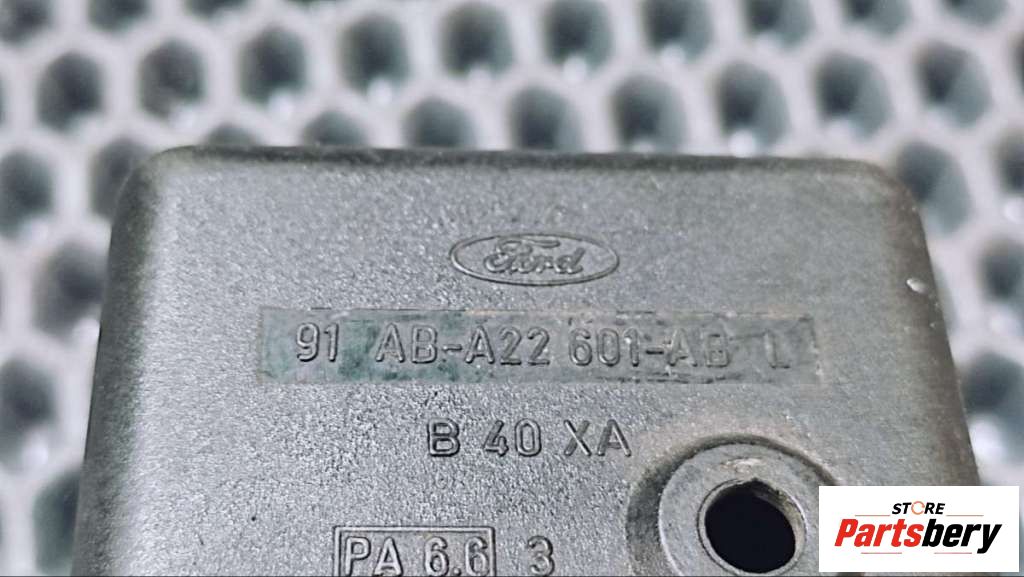 Ford
91 AB-A22 601-AB L
B 40 XA
PA 6.6 3
STORE
Partsbery